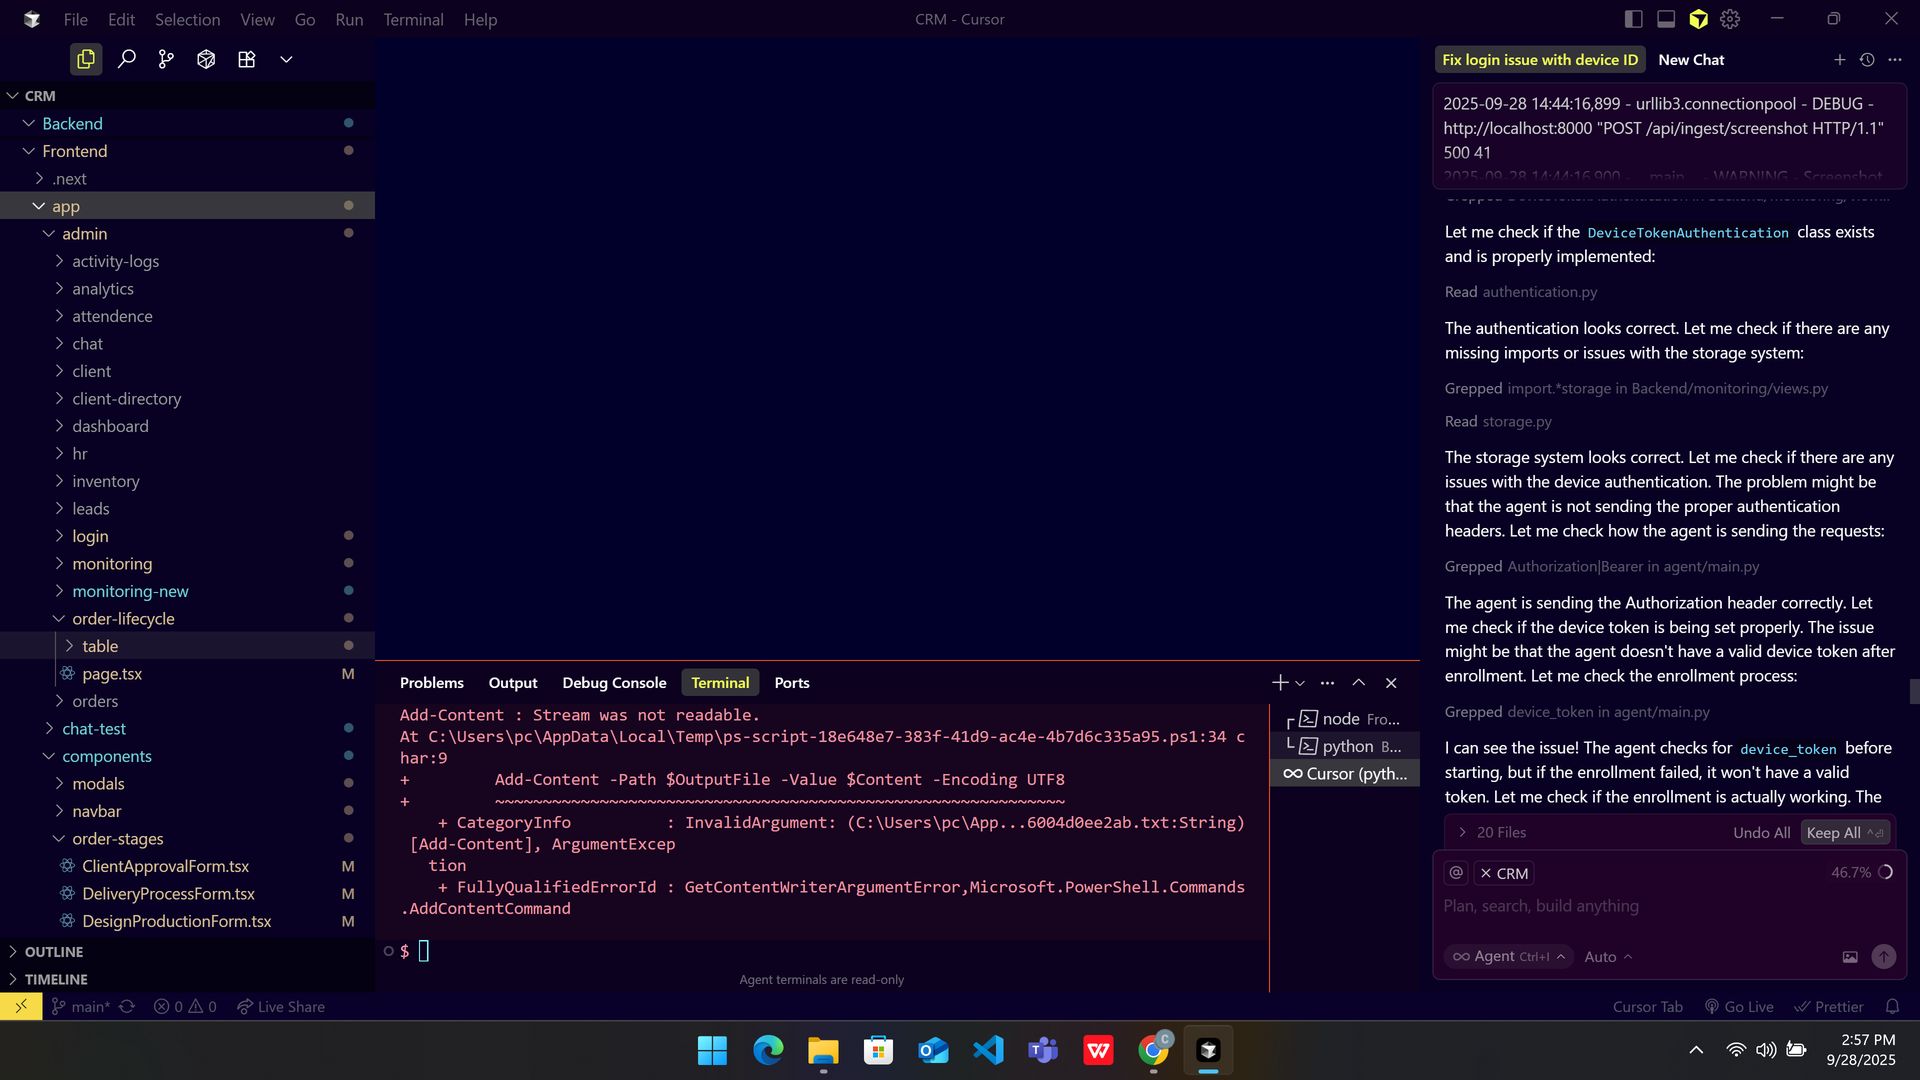 File Edit Selection View Go Run Terminal Help
CRM - Cursor
CRM
Backend
Frontend
.next
app
admin
activity-logs
analytics
attendence
chat
client
client-directory
dashboard
hr
inventory
leads
login
monitoring
monitoring-new
order-lifecycle
table
page.tsx M
orders
chat-test
components
modals
navbar
order-stages
ClientApprovalForm.tsx M
DeliveryProcessForm.tsx M
DesignProductionForm.tsx M
OUTLINE
TIMELINE
Problems Output Debug Console Terminal Ports
Add-Content : Stream was not readable.
At C:\Users\pc\AppData\Local\Temp\ps-script-18e648e7-383f-41d9-ac4e-4b7d6c335a95.ps1:34 c
har:9
+         Add-Content -Path $OutputFile -Value $Content -Encoding UTF8
+         ~~~~~~~~~~~~~~~~~~~~~~~~~~~~~~~~~~~~~~~~~~~~~~~~~~~~~~~~~~~~
    + CategoryInfo          : InvalidArgument: (C:\Users\pc\App...6004d0ee2ab.txt:String)
 [Add-Content], ArgumentExcep
   tion
    + FullyQualifiedErrorId : GetContentWriterArgumentError,Microsoft.PowerShell.Commands
.AddContentCommand
$
Agent terminals are read-only
node Fro...
python B...
Cursor (pyth...
Fix login issue with device ID New Chat
2025-09-28 14:44:16,899 - urllib3.connectionpool - DEBUG -
http://localhost:8000 "POST /api/ingest/screenshot HTTP/1.1"
500 41
2025-09-28 14:44:16,900 - __main__ - WARNING - Screenshot
Let me check if the DeviceTokenAuthentication class exists
and is properly implemented:
Read authentication.py
The authentication looks correct. Let me check if there are any
missing imports or issues with the storage system:
Grepped import.*storage in Backend/monitoring/views.py
Read storage.py
The storage system looks correct. Let me check if there are any
issues with the device authentication. The problem might be
that the agent is not sending the proper authentication
headers. Let me check how the agent is sending the requests:
Grepped Authorization|Bearer in agent/main.py
The agent is sending the Authorization header correctly. Let
me check if the device token is being set properly. The issue
might be that the agent doesn't have a valid device token after
enrollment. Let me check the enrollment process:
Grepped device_token in agent/main.py
I can see the issue! The agent checks for device_token before
starting, but if the enrollment failed, it won't have a valid
token. Let me check if the enrollment is actually working. The
20 Files Undo All Keep All
@ CRM 46.7%
Plan, search, build anything
Agent Ctrl+I Auto
main* 0 0 Live Share
Cursor Tab Go Live Prettier
2:57 PM
9/28/2025